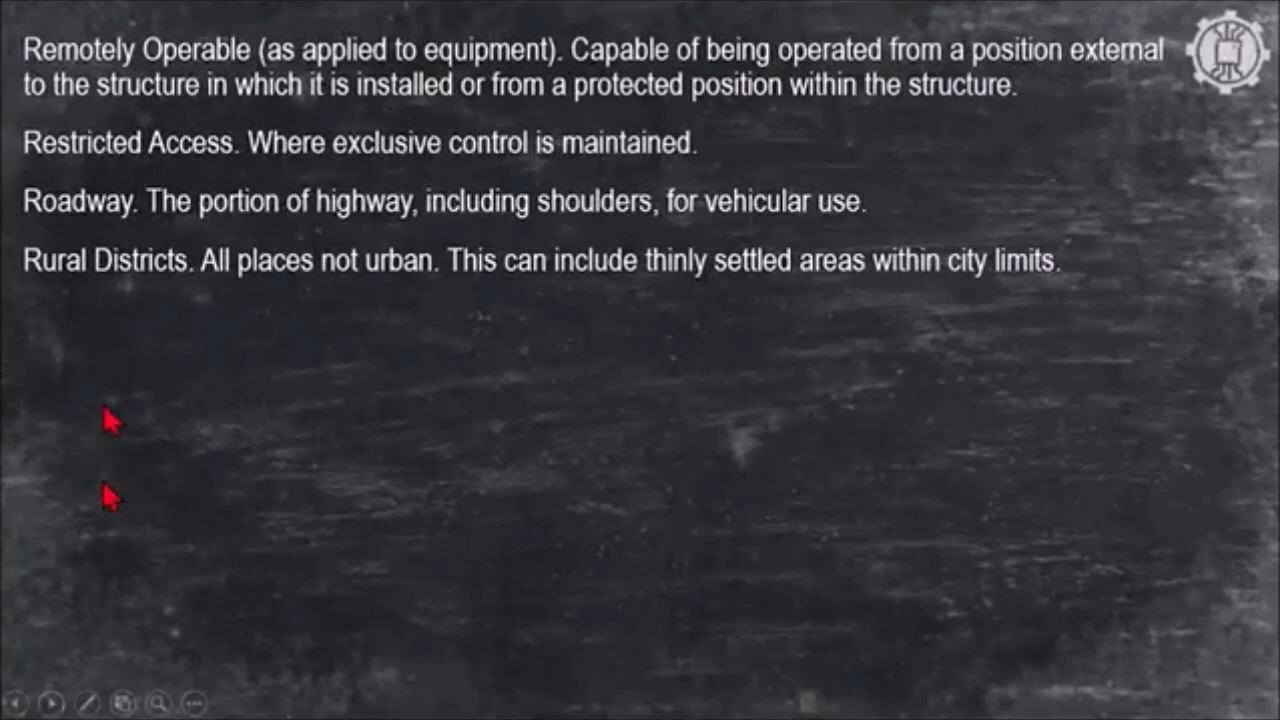 Remotely Operable (as applied to equipment). Capable of being operated from a position external
to the structure in which it is installed or from a protected position within the structure.
Restricted Access. Where exclusive control is maintained.
Roadway. The portion of highway, including shoulders, for vehicular use.
Rural Districts. All places not urban. This can include thinly settled areas within city limits.